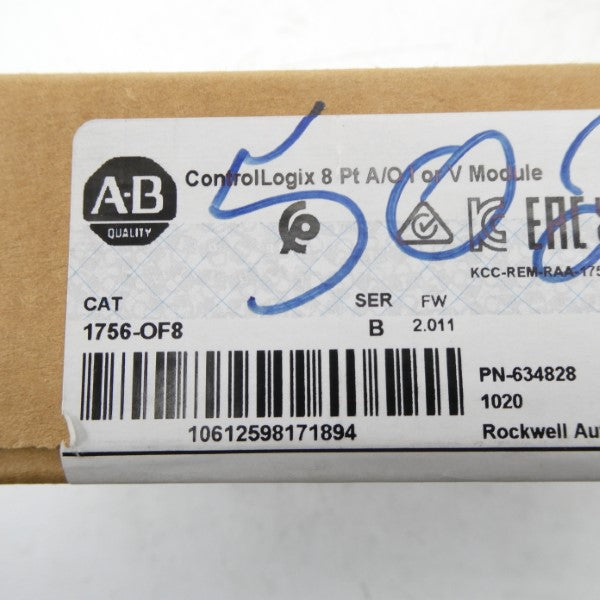 ControlLogix 8 Pt A/O I or V Module
A-B
QUALITY
KCC-REM-RAA-175
508
CAT
1756-OF8
SER
B
FW
2.011
10612598171894
PN-634828
1020
Rockwell Au